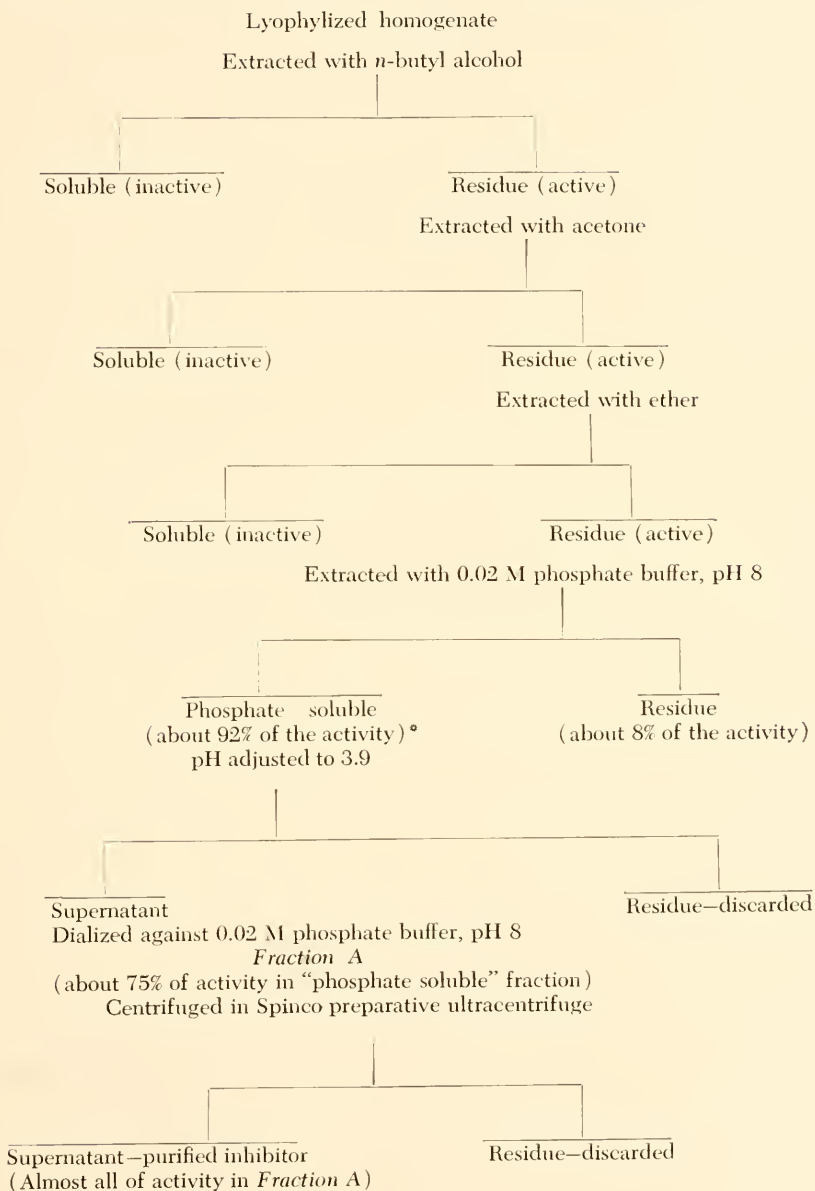 Lyophylized homogenate
Extracted with n-butyl alcohol
Soluble (inactive)
Residue (active)
Extracted with acetone
Soluble (inactive)
Residue (active)
Extracted with ether
Soluble (inactive)
Residue (active)
Extracted with 0.02 M phosphate buffer, pH 8
Phosphate soluble
(about 92% of the activity)*
pH adjusted to 3.9
Residue
(about 8% of the activity)
Supernatant
Dialized against 0.02 M phosphate buffer, pH 8
Fraction A
(about 75% of activity in “phosphate soluble” fraction)
Centrifuged in Spinco preparative ultracentrifuge
Residue—discarded
Supernatant—purified inhibitor
(Almost all of activity in Fraction A)
Residue—discarded